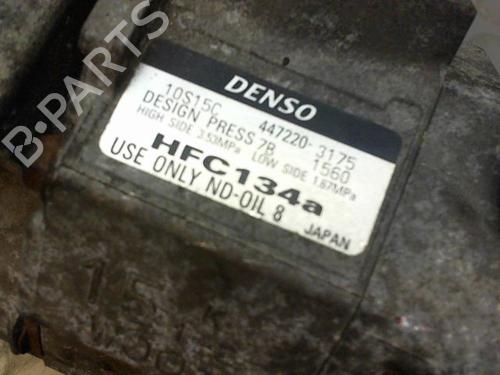 B PARTS
DENSO
10S15C 447220-3175
DESIGN PRESS 7B 1560
HIGH SIDE 3.53MPa LOW SIDE 1.67MPa
HFC134a
USE ONLY ND-OIL 8
JAPAN